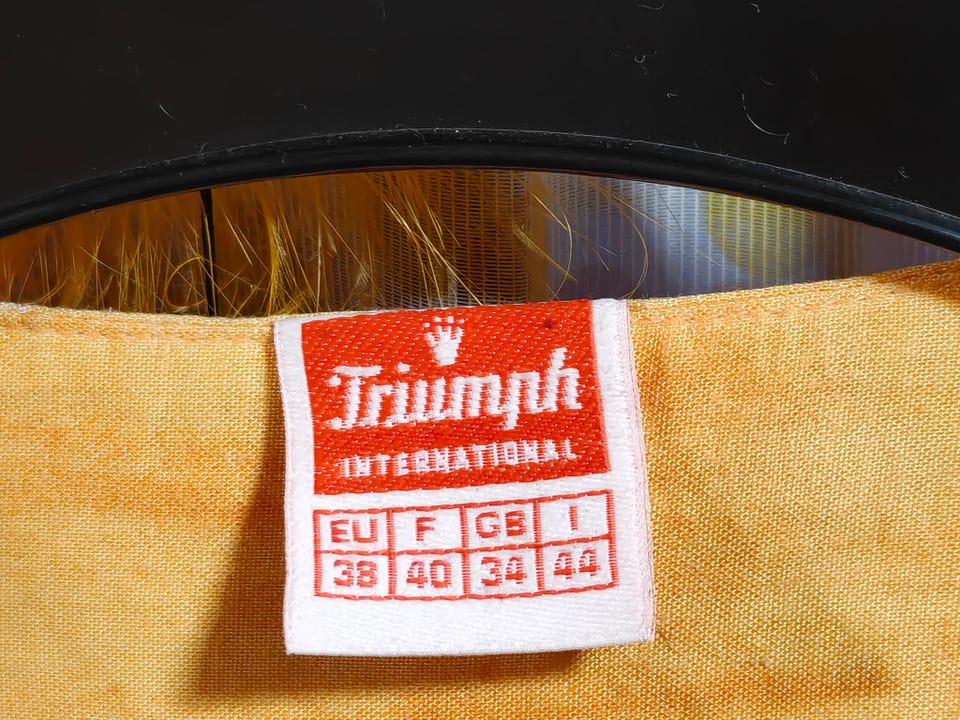 Triumph
INTERNATIONAL
EU F GB I
38 40 34 44